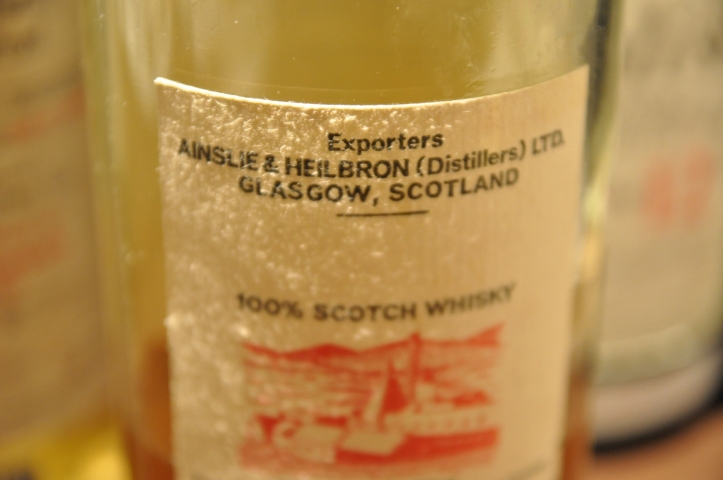 Exporters
AINSLIE & HEILBRON (Distillers) LTD.
GLASGOW, SCOTLAND
100% SCOTCH WHISKY